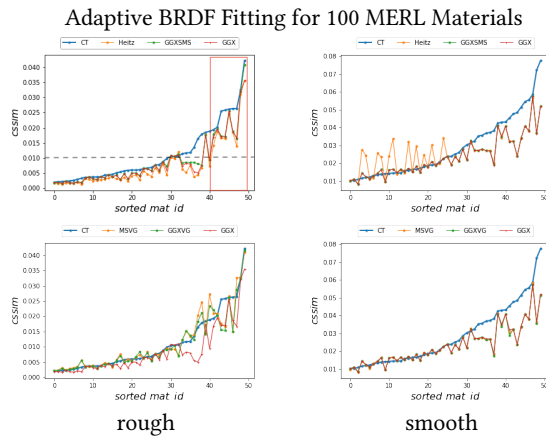 Adaptive BRDF Fitting for 100 MERL Materials
CT Heitz GGXSMS GGX
0.040
0.035
0.030
0.025
0.020
0.015
0.010
0.005
0.000
cssim
0 10 20 30 40 50
sorted mat id
CT Heitz GGXSMS GGX
0.08
0.07
0.06
0.05
0.04
0.03
0.02
0.01
cssim
0 10 20 30 40 50
sorted mat id
CT MSVG GGXVG GGX
0.040
0.035
0.030
0.025
0.020
0.015
0.010
0.005
0.000
cssim
0 10 20 30 40 50
sorted mat id
CT MSVG GGXVG GGX
0.08
0.07
0.06
0.05
0.04
0.03
0.02
0.01
cssim
0 10 20 30 40 50
sorted mat id
rough smooth